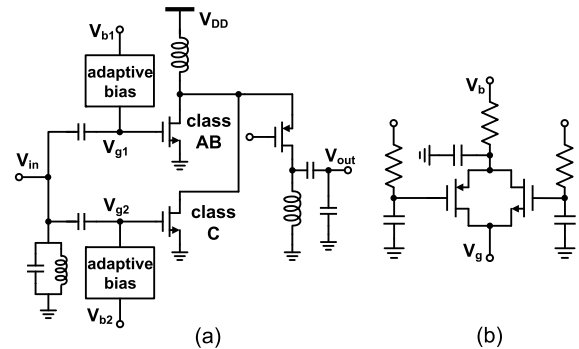 V_DD
V_b1
adaptive
bias
class
AB
V_g1
V_in
V_out
V_g2
class
C
adaptive
bias
V_b2
(a)
V_b
V_g
(b)